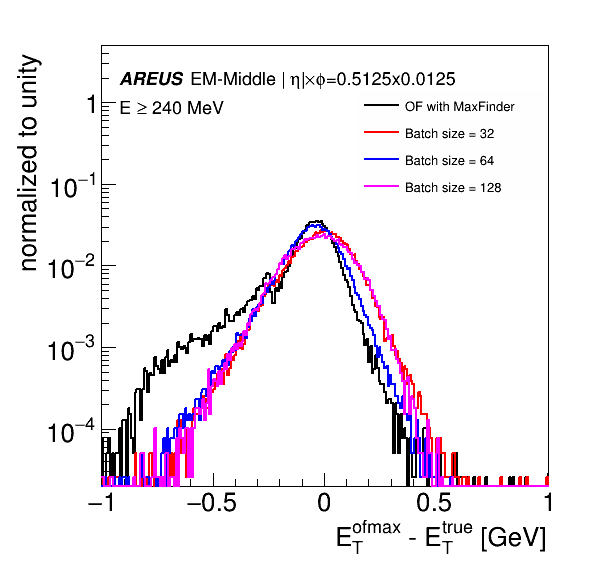 AREUS EM-Middle | η|×ϕ=0.5125x0.0125
E ≥ 240 MeV
OF with MaxFinder
Batch size = 32
Batch size = 64
Batch size = 128
normalized to unity
1
10⁻¹
10⁻²
10⁻³
10⁻⁴
−1 −0.5 0 0.5 1
E_T^ofmax - E_T^true [GeV]